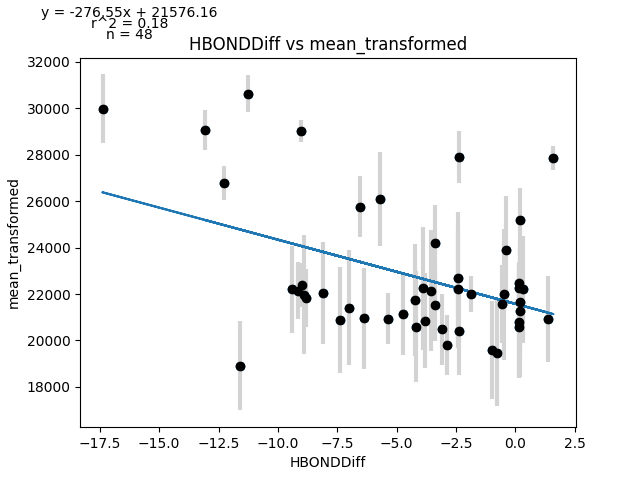 y = -276.55x + 21576.16
r^2 = 0.18
n = 48
HBONDDiff vs mean_transformed
32000
30000
28000
26000
24000
22000
20000
18000
mean_transformed
−17.5 −15.0 −12.5 −10.0 −7.5 −5.0 −2.5 0.0 2.5
HBONDDiff